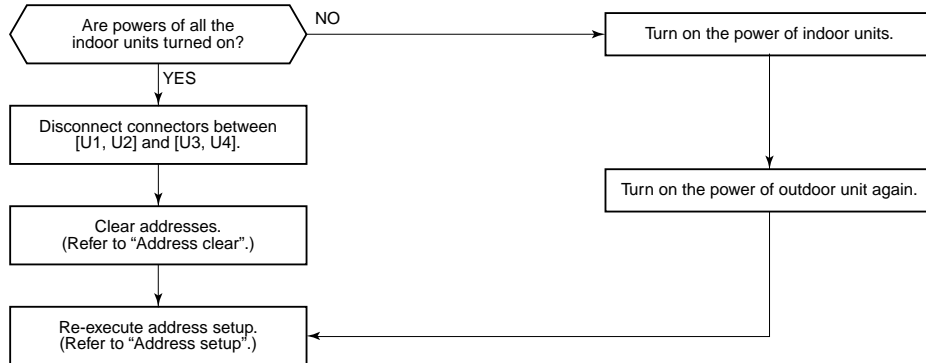 Are powers of all the
indoor units turned on?
NO
Turn on the power of indoor units.
YES
Disconnect connectors between
[U1, U2] and [U3, U4].
Turn on the power of outdoor unit again.
Clear addresses.
(Refer to “Address clear”.)
Re-execute address setup.
(Refer to “Address setup”.)